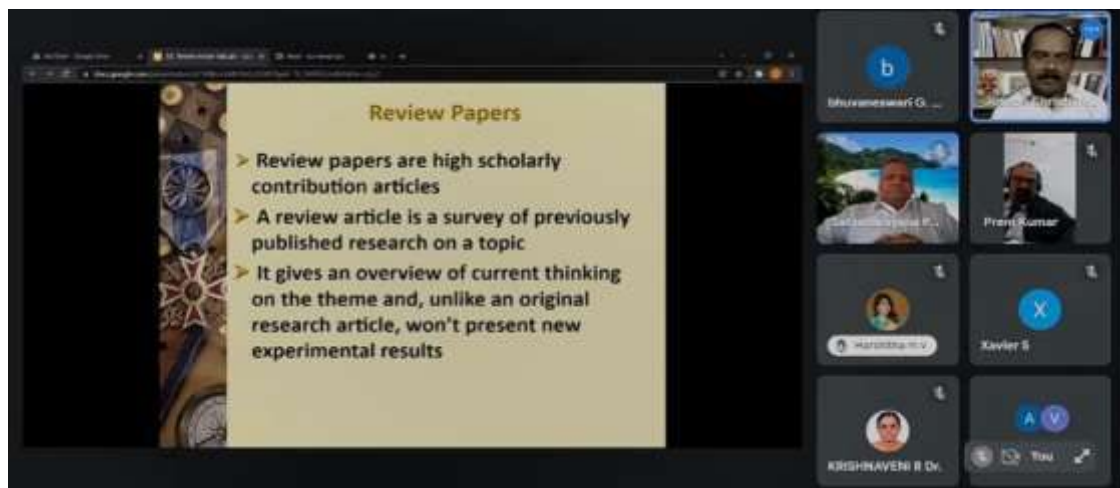 Review Papers
➤ Review papers are high scholarly
contribution articles
➤ A review article is a survey of previously
published research on a topic
➤ It gives an overview of current thinking
on the theme and, unlike an original
research article, won't present new
experimental results
b
bhuvaneswari G. ...
Prem Kumar
X
Xavier S
KRISHNAVENI R Dr.
A V
You